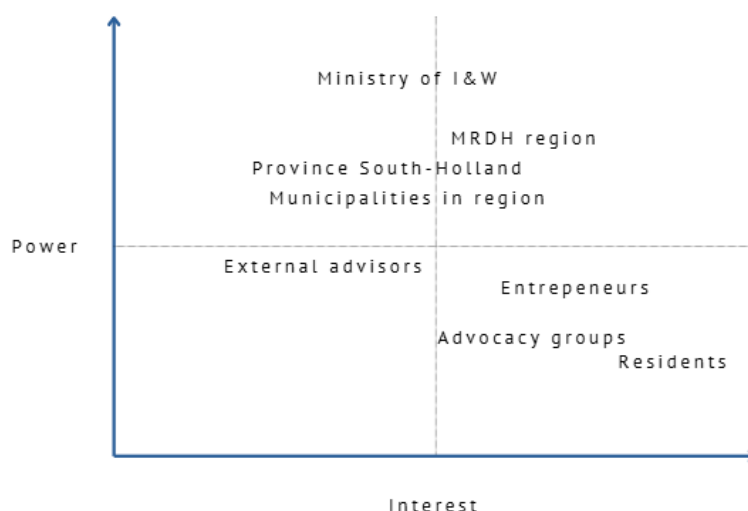 Ministry of I&W
MRDH region
Province South-Holland
Municipalities in region
Power
External advisors
Entrepeneurs
Advocacy groups
Residents
Interest